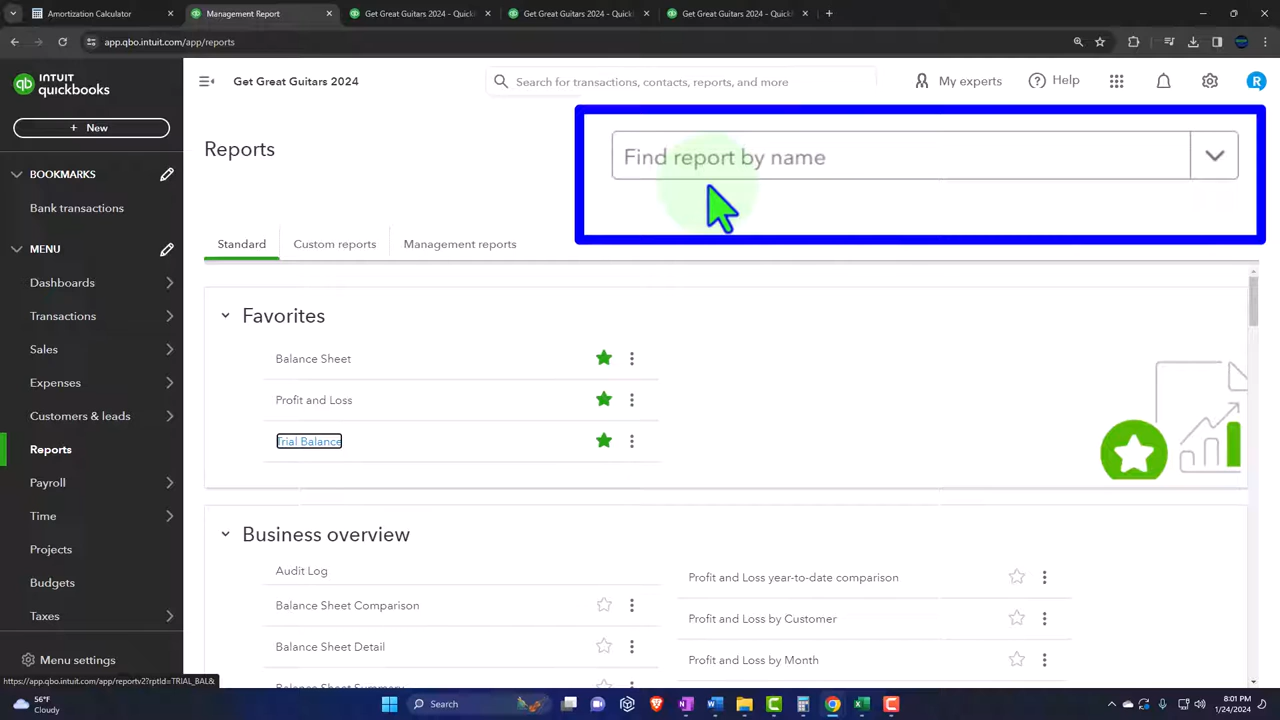 Amortization Calculator
Management Report
Get Great Guitars 2024 - Quick
Get Great Guitars 2024 - Quick
Get Great Guitars 2024 - Quick
qbo.intuit.com/app/reports
INTUIT
quickbooks
Get Great Guitars 2024
Search for transactions, contacts, reports, and more
My experts
Help
R
+ New
BOOKMARKS
Bank transactions
MENU
Dashboards
Transactions
Sales
Expenses
Customers & leads
Reports
Payroll
Time
Projects
Budgets
Taxes
Menu settings
Reports
Find report by name
Standard
Custom reports
Management reports
Favorites
Balance Sheet
Profit and Loss
Trial Balance
Business overview
Audit Log
Balance Sheet Comparison
Balance Sheet Detail
Balance Sheet Summary
Profit and Loss year-to-date comparison
Profit and Loss by Customer
Profit and Loss by Month
https://app.qbo.intuit.com/app/reportv2?rptId=TRIAL_BAL&
56°F
Cloudy
Search
8:01 PM
1/24/2024